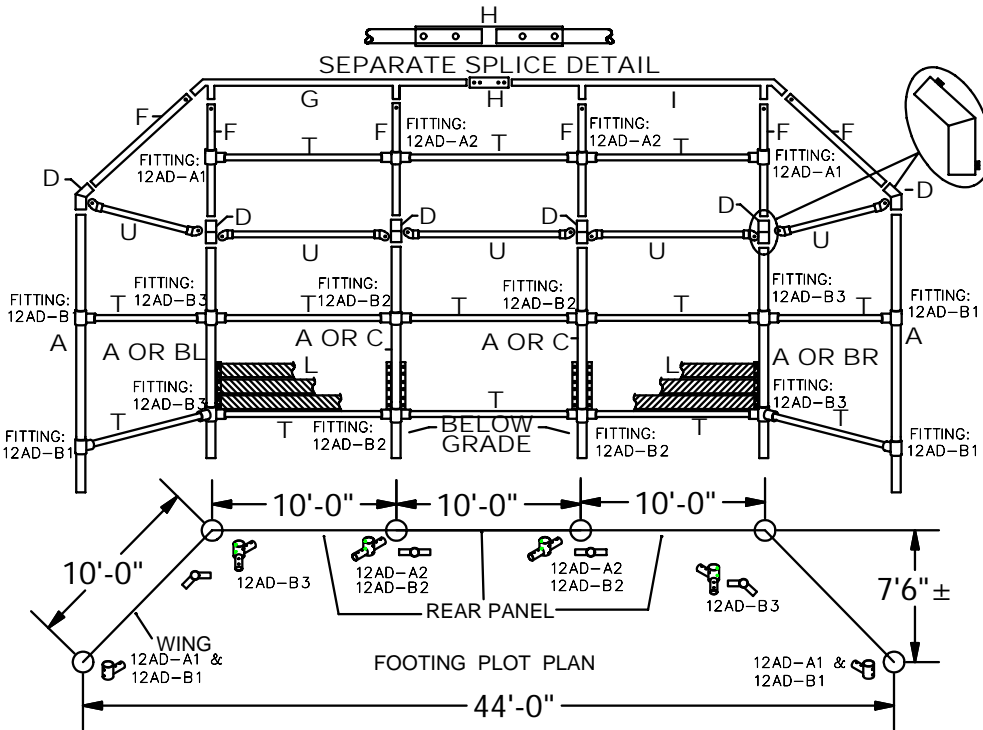 H
SEPARATE SPLICE DETAIL
G H I
F F F F F F
FITTING:
12AD-A1
T
FITTING:
12AD-A2
T
FITTING:
12AD-A2
T
FITTING:
12AD-A1
D D D D D D
U U U U U
FITTING:
12AD-B
T
FITTING:
12AD-B3
T
FITTING:
12AD-B2
T
FITTING:
12AD-B2
T
FITTING:
12AD-B3
T
FITTING:
12AD-B1
A
A OR BL
A OR C
A OR C
A OR BR
A
L L
FITTING:
12AD-B3
FITTING:
12AD-B3
FITTING:
12AD-B1
T
T
FITTING:
12AD-B2
T
BELOW
GRADE
FITTING:
12AD-B2
T
T
FITTING:
12AD-B1
10'-0" 10'-0" 10'-0"
10'-0"
7'6"±
12AD-B3
12AD-A2
12AD-B2
12AD-A2
12AD-B2
12AD-B3
REAR PANEL
WING
12AD-A1 &
12AD-B1
FOOTING PLOT PLAN
12AD-A1 &
12AD-B1
44'-0"